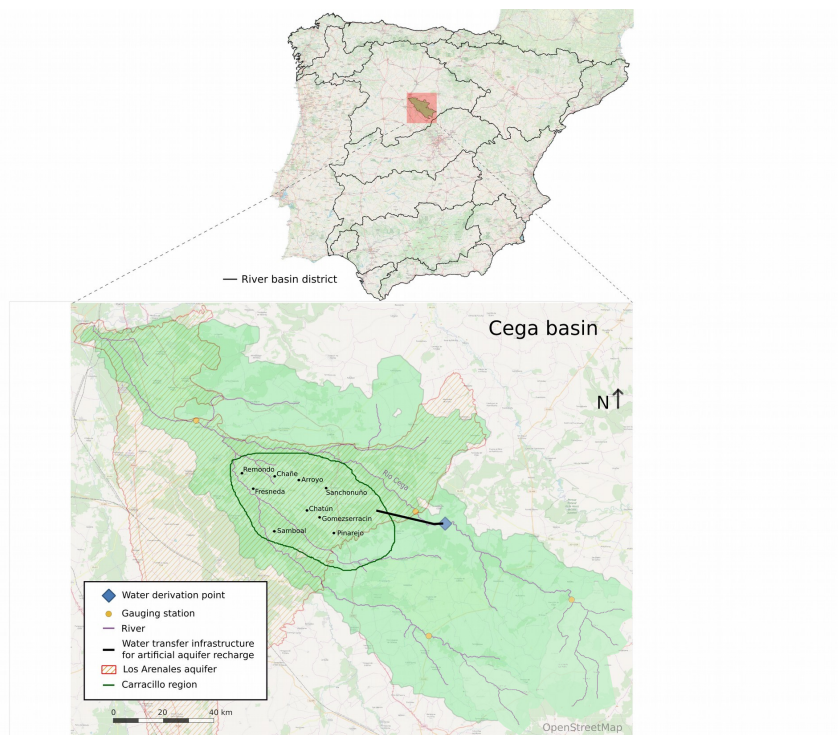 River basin district
Cega basin
N
Remondo
Chañe
Arroyo
Fresneda
Sanchonuño
Río Cega
Chatún
Gomezserracin
Samboal
Pinarejo
Water derivation point
Gauging station
River
Water transfer infrastructure
for artificial aquifer recharge
Los Arenales aquifer
Carracillo region
0 20 40 km
OpenStreetMap